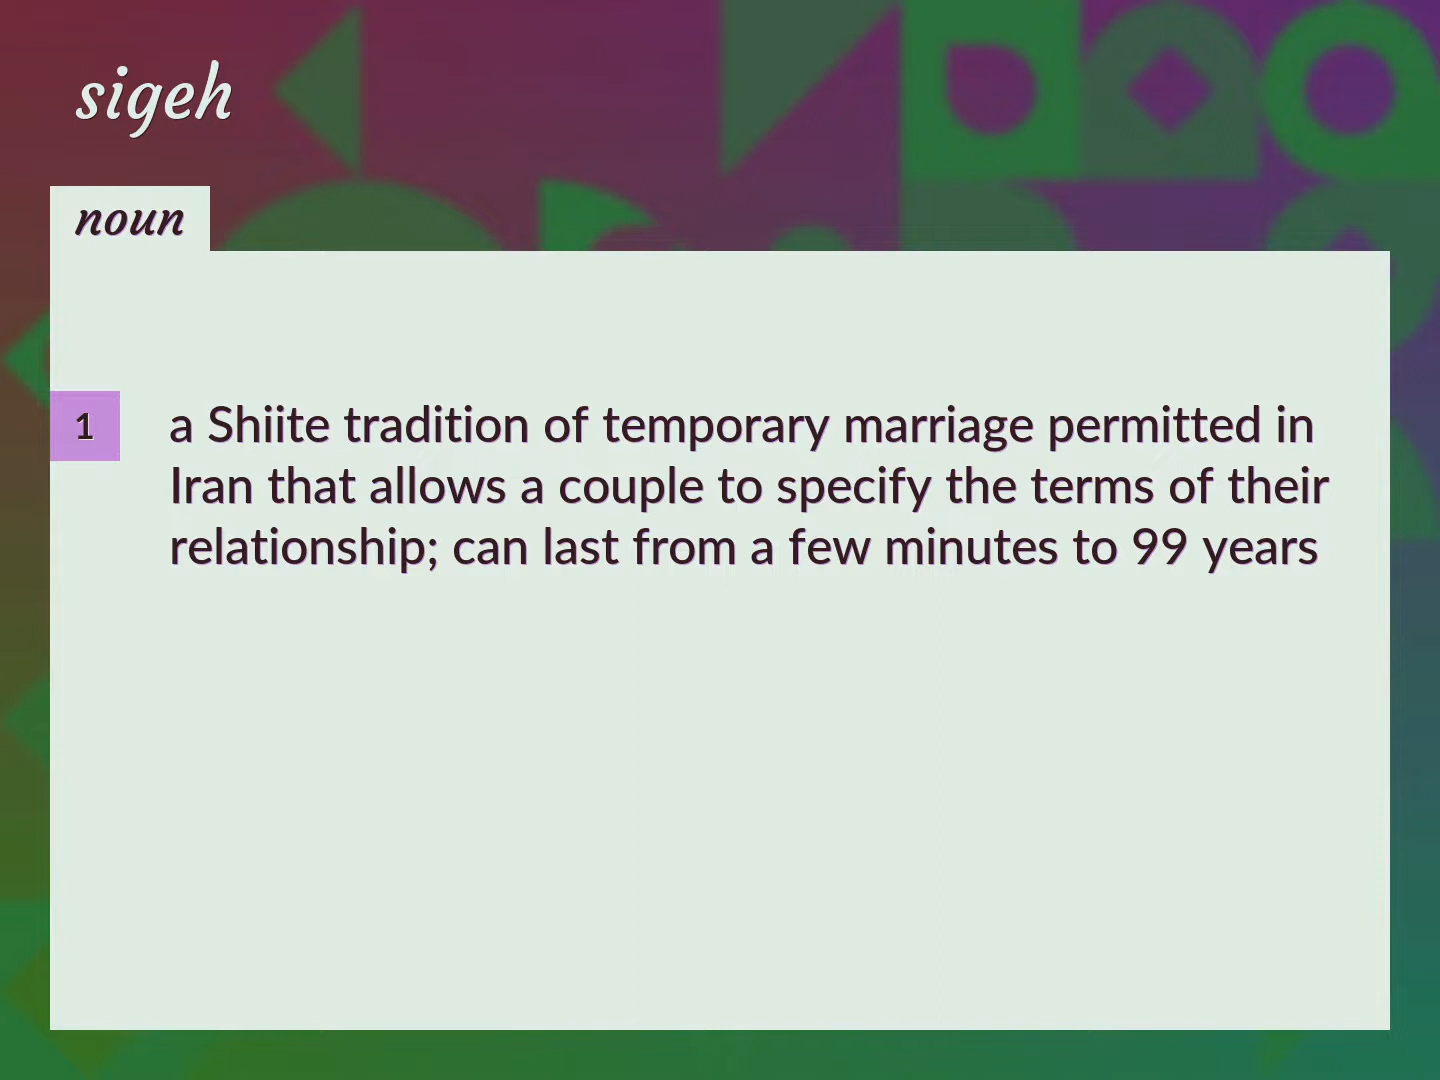 sigeh
noun
1
a Shiite tradition of temporary marriage permitted in
Iran that allows a couple to specify the terms of their
relationship; can last from a few minutes to 99 years